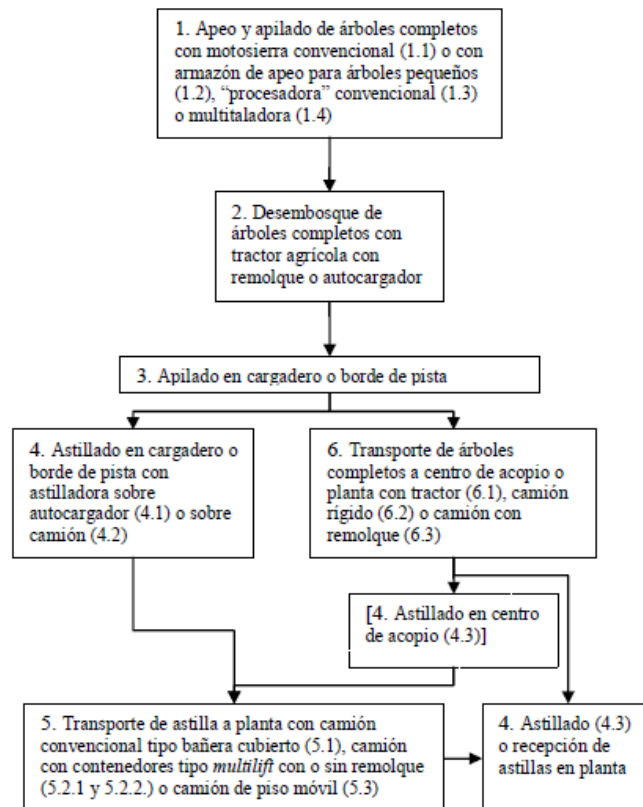 1. Apeo y apilado de árboles completos
con motosierra convencional (1.1) o con
armazón de apeo para árboles pequeños
(1.2), “procesadora” convencional (1.3)
o multitaladora (1.4)
2. Desembosque de
árboles completos con
tractor agrícola con
remolque o autocargador
3. Apilado en cargadero o borde de pista
4. Astillado en cargadero o
borde de pista con
astilladora sobre
autocargador (4.1) o sobre
camión (4.2)
6. Transporte de árboles
completos a centro de acopio o
planta con tractor (6.1), camión
rígido (6.2) o camión con
remolque (6.3)
[4. Astillado en centro
de acopio (4.3)]
5. Transporte de astilla a planta con camión
convencional tipo bañera cubierto (5.1), camión
con contenedores tipo multilift con o sin remolque
(5.2.1 y 5.2.2.) o camión de piso móvil (5.3)
4. Astillado (4.3)
o recepción de
astillas en planta